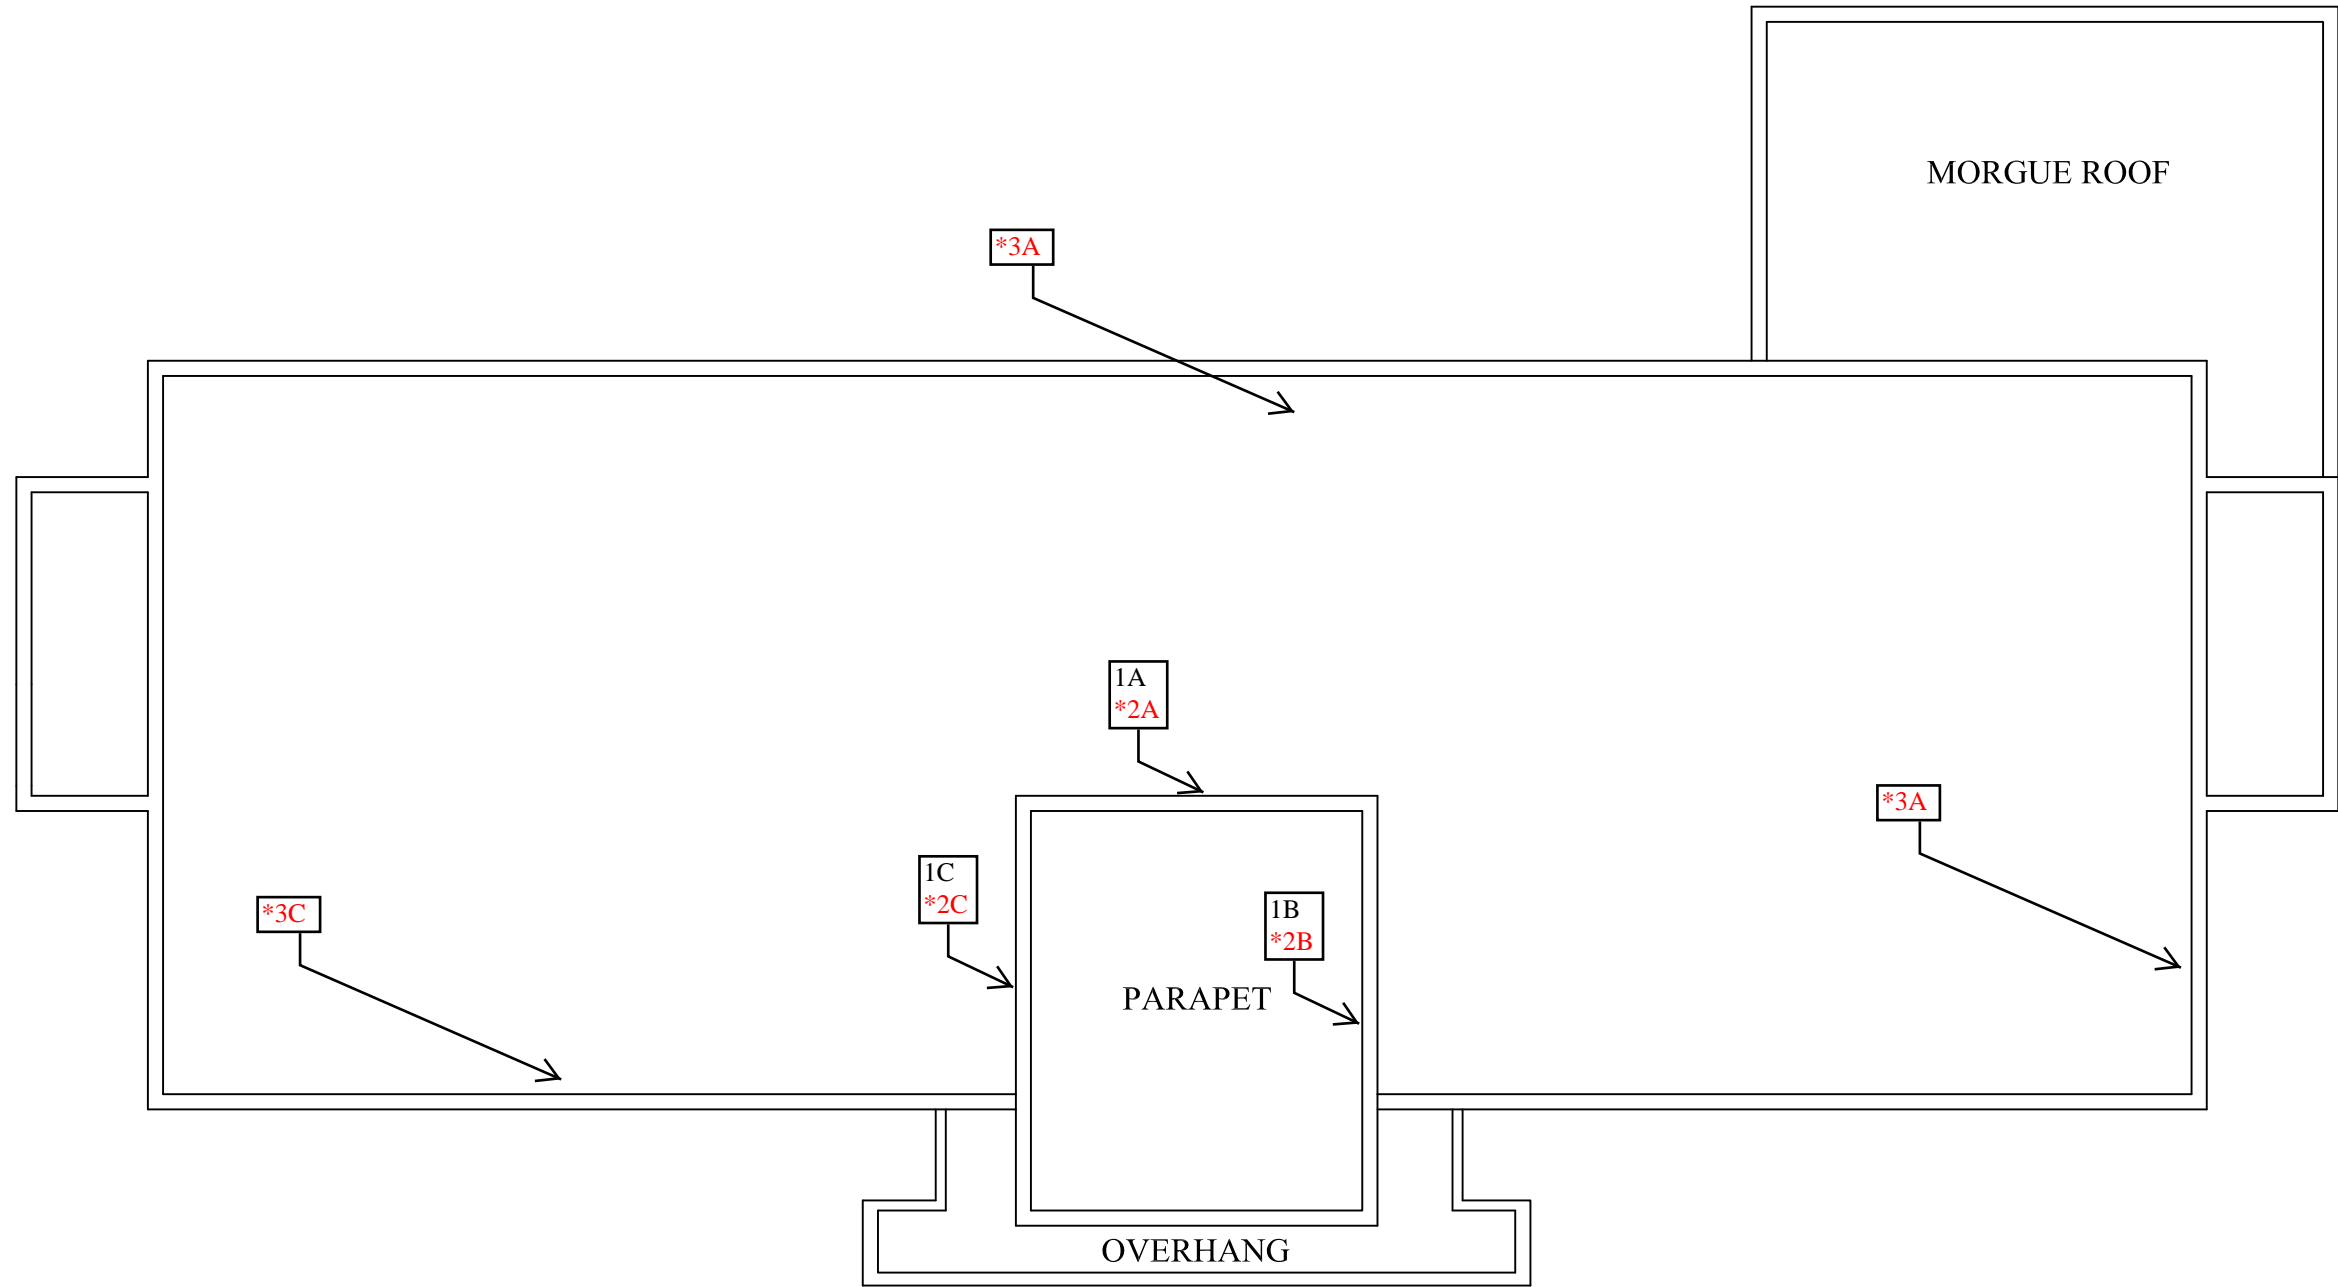 MORGUE ROOF
*3A
1A
*2A
*3A
1C
*2C
1B
*2B
*3C
PARAPET
OVERHANG